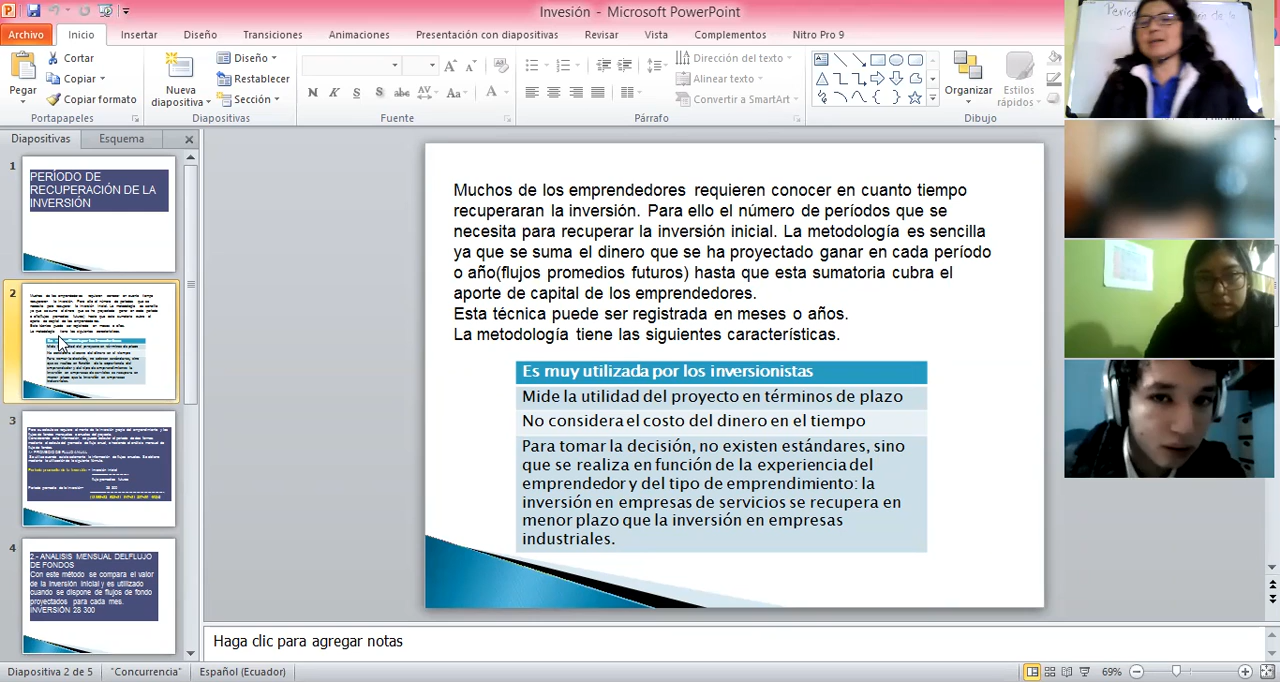 Invesión - Microsoft PowerPoint
Archivo Inicio Insertar Diseño Transiciones Animaciones Presentación con diapositivas Revisar Vista Complementos Nitro Pro 9
Pegar
Cortar
Copiar
Copiar formato
Portapapeles
Nueva
diapositiva
Diseño
Restablecer
Sección
Diapositivas
N K S S abc AV Aa A
Fuente
Párrafo
Dirección del texto
Alinear texto
Convertir a SmartArt
Organizar
Estilos
rápidos
Dibujo
Diapositivas Esquema
1
PERÍODO DE
RECUPERACIÓN DE LA
INVERSIÓN
2
3
4
2.- ANALISIS MENSUAL DELFLUJO
DE FONDOS
Con este método se compara el valor
de la Inversión Inicial y es utilizado
cuando se dispone de flujos de fondo
proyectados para cada mes.
INVERSIÓN 28 300
Muchos de los emprendedores requieren conocer en cuanto tiempo
recuperaran la inversión. Para ello el número de períodos que se
necesita para recuperar la inversión inicial. La metodología es sencilla
ya que se suma el dinero que se ha proyectado ganar en cada período
o año(flujos promedios futuros) hasta que esta sumatoria cubra el
aporte de capital de los emprendedores.
Esta técnica puede ser registrada en meses o años.
La metodología tiene las siguientes características.
Es muy utilizada por los inversionistas
Mide la utilidad del proyecto en términos de plazo
No considera el costo del dinero en el tiempo
Para tomar la decisión, no existen estándares, sino
que se realiza en función de la experiencia del
emprendedor y del tipo de emprendimiento: la
inversión en empresas de servicios se recupera en
menor plazo que la inversión en empresas
industriales.
Haga clic para agregar notas
Diapositiva 2 de 5 "Concurrencia" Español (Ecuador) 69%